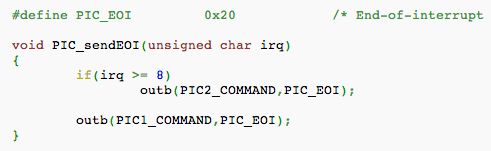 #define PIC_EOI 0x20 /* End-of-interrupt
void PIC_sendEOI(unsigned char irq)
{
if(irq >= 8)
outb(PIC2_COMMAND,PIC_EOI);
outb(PIC1_COMMAND,PIC_EOI);
}